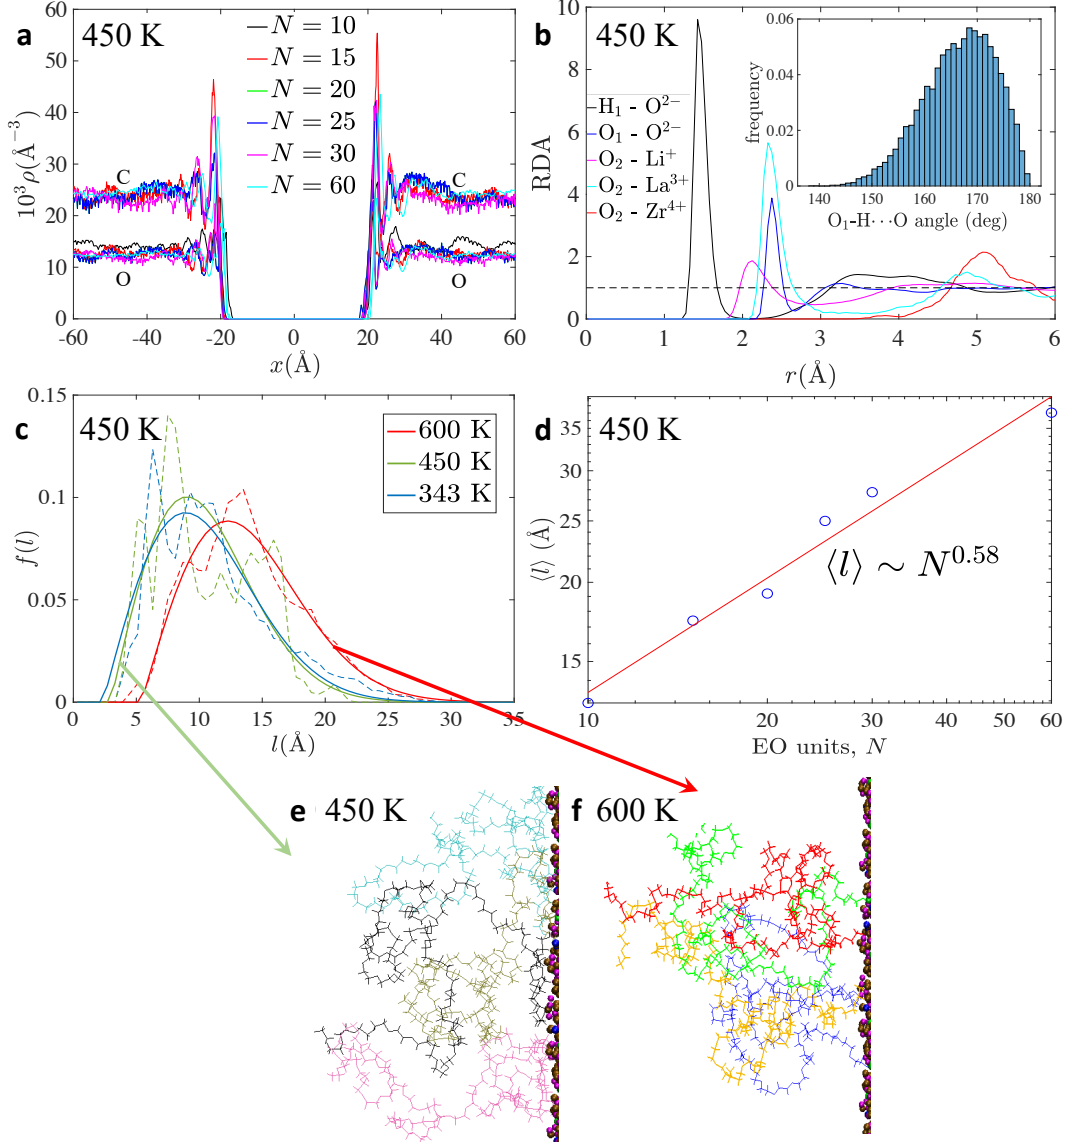 a 450 K
N = 10
N = 15
N = 20
N = 25
N = 30
N = 60
C
C
O
O
10³ρ(Å⁻³)
60
50
40
30
20
10
0
-60 -40 -20 0 20 40 60
x(Å)
b 450 K
RDA
10
8
6
4
2
0
H₁ - O²⁻
O₁ - O²⁻
O₂ - Li⁺
O₂ - La³⁺
O₂ - Zr⁴⁺
frequency
0.06
0.04
0.02
0
140 150 160 170 180
O₁-H⋯O angle (deg)
0 1 2 3 4 5 6
r(Å)
c 450 K
600 K
450 K
343 K
f(l)
0.15
0.1
0.05
0
0 5 10 15 20 25 30 35
l(Å)
d 450 K
⟨l⟩ (Å)
35
30
25
20
15
⟨l⟩ ∼ N^0.58
10 20 30 40 50 60
EO units, N
e 450 K
f 600 K